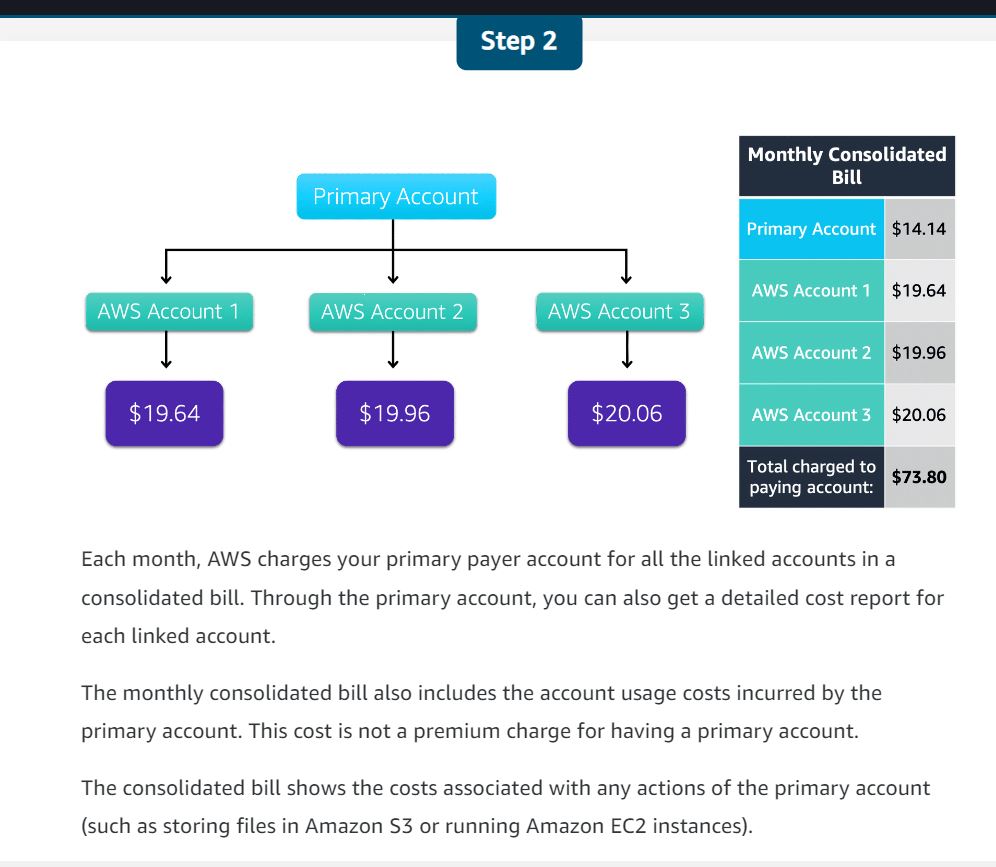 Step 2
Primary Account
AWS Account 1
AWS Account 2
AWS Account 3
$19.64
$19.96
$20.06
Monthly Consolidated
Bill
Primary Account $14.14
AWS Account 1 $19.64
AWS Account 2 $19.96
AWS Account 3 $20.06
Total charged to
paying account: $73.80
Each month, AWS charges your primary payer account for all the linked accounts in a
consolidated bill. Through the primary account, you can also get a detailed cost report for
each linked account.
The monthly consolidated bill also includes the account usage costs incurred by the
primary account. This cost is not a premium charge for having a primary account.
The consolidated bill shows the costs associated with any actions of the primary account
(such as storing files in Amazon S3 or running Amazon EC2 instances).